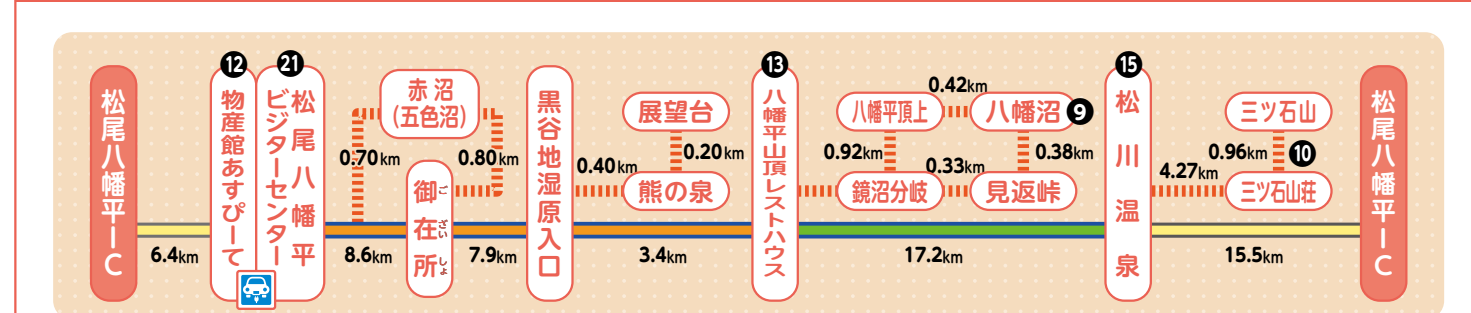 松尾八幡平IC
6.4km
⓬
物産館あすぴーて
㉑
松尾八幡平
ビジターセンター
赤沼
(五色沼)
0.70km
0.80km
8.6km
御在所
ございしょ
7.9km
黒谷地湿原入口
0.40km
展望台
0.20km
熊の泉
3.4km
⓭
八幡平山頂レストハウス
0.42km
八幡平頂上
八幡沼
❾
0.92km
0.33km
0.38km
鏡沼分岐
見返峠
17.2km
⓯
松川温泉
4.27km
三ツ石山
0.96km
❿
三ツ石山荘
15.5km
松尾八幡平IC